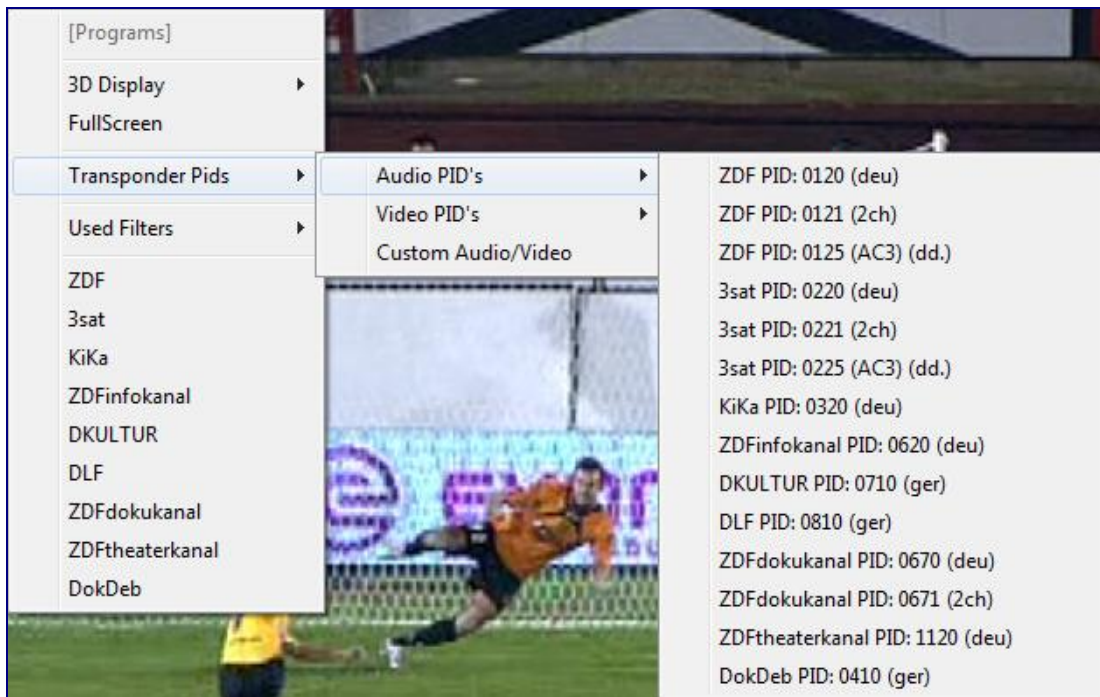 [Programs]
3D Display
FullScreen
Transponder Pids
Used Filters
ZDF
3sat
KiKa
ZDFinfokanal
DKULTUR
DLF
ZDFdokukanal
ZDFtheaterkanal
DokDeb
Audio PID's
Video PID's
Custom Audio/Video
ZDF PID: 0120 (deu)
ZDF PID: 0121 (2ch)
ZDF PID: 0125 (AC3) (dd.)
3sat PID: 0220 (deu)
3sat PID: 0221 (2ch)
3sat PID: 0225 (AC3) (dd.)
KiKa PID: 0320 (deu)
ZDFinfokanal PID: 0620 (deu)
DKULTUR PID: 0710 (ger)
DLF PID: 0810 (ger)
ZDFdokukanal PID: 0670 (deu)
ZDFdokukanal PID: 0671 (2ch)
ZDFtheaterkanal PID: 1120 (deu)
DokDeb PID: 0410 (ger)